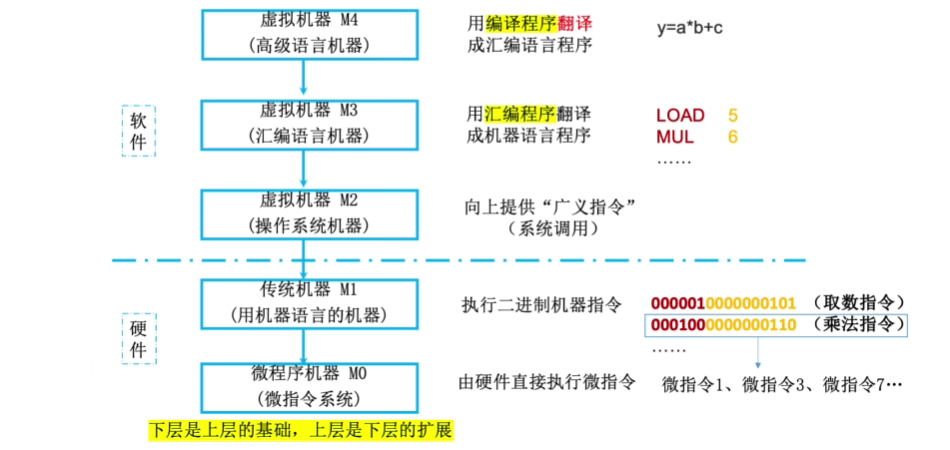 虚拟机器 M4
(高级语言机器)
用编译程序翻译
成汇编语言程序
y=a*b+c
软件
虚拟机器 M3
(汇编语言机器)
用汇编程序翻译
成机器语言程序
LOAD 5
MUL 6
……
虚拟机器 M2
(操作系统机器)
向上提供“广义指令”
（系统调用）
硬件
传统机器 M1
(用机器语言的机器)
执行二进制机器指令
0000010000000101 (取数指令)
0001000000000110 (乘法指令)
……
微程序机器 M0
(微指令系统)
由硬件直接执行微指令
微指令1、微指令3、微指令7…
下层是上层的基础，上层是下层的扩展